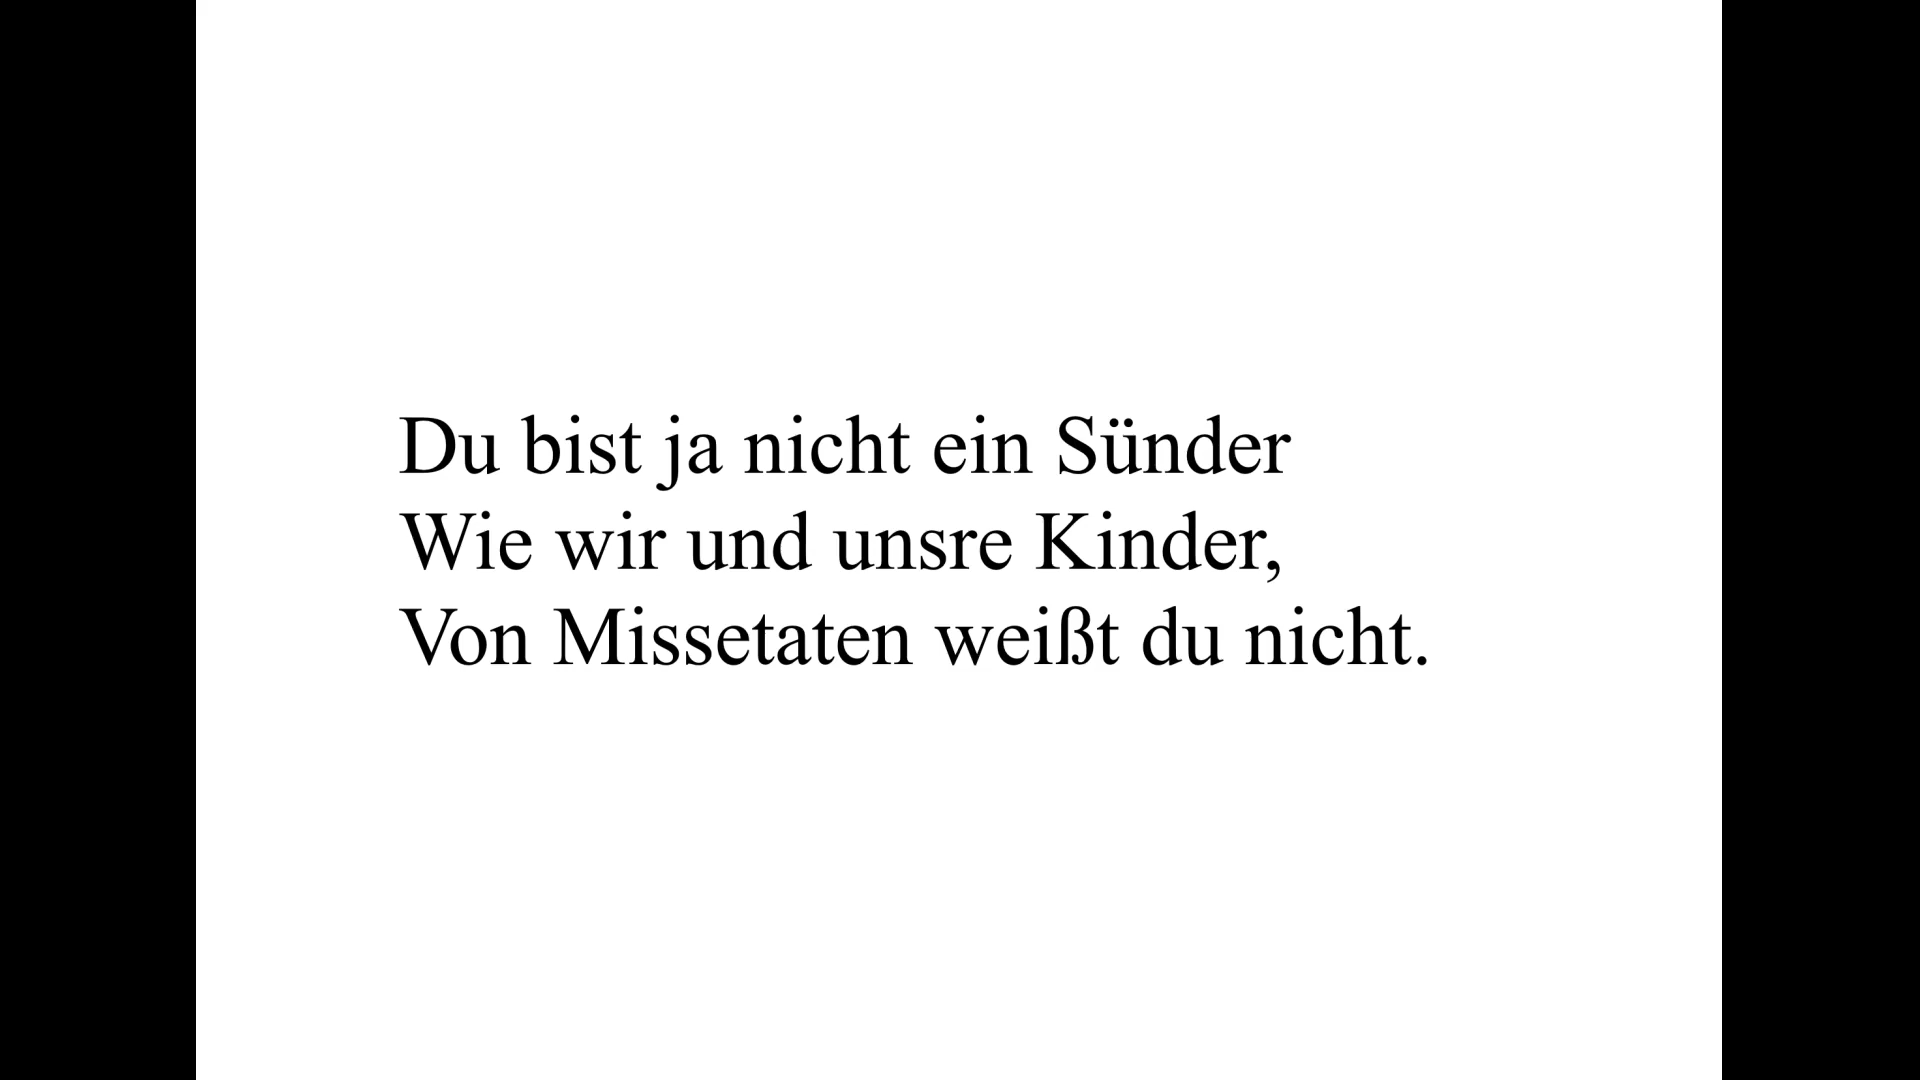 Du bist ja nicht ein Sünder
Wie wir und unsre Kinder,
Von Missetaten weißt du nicht.